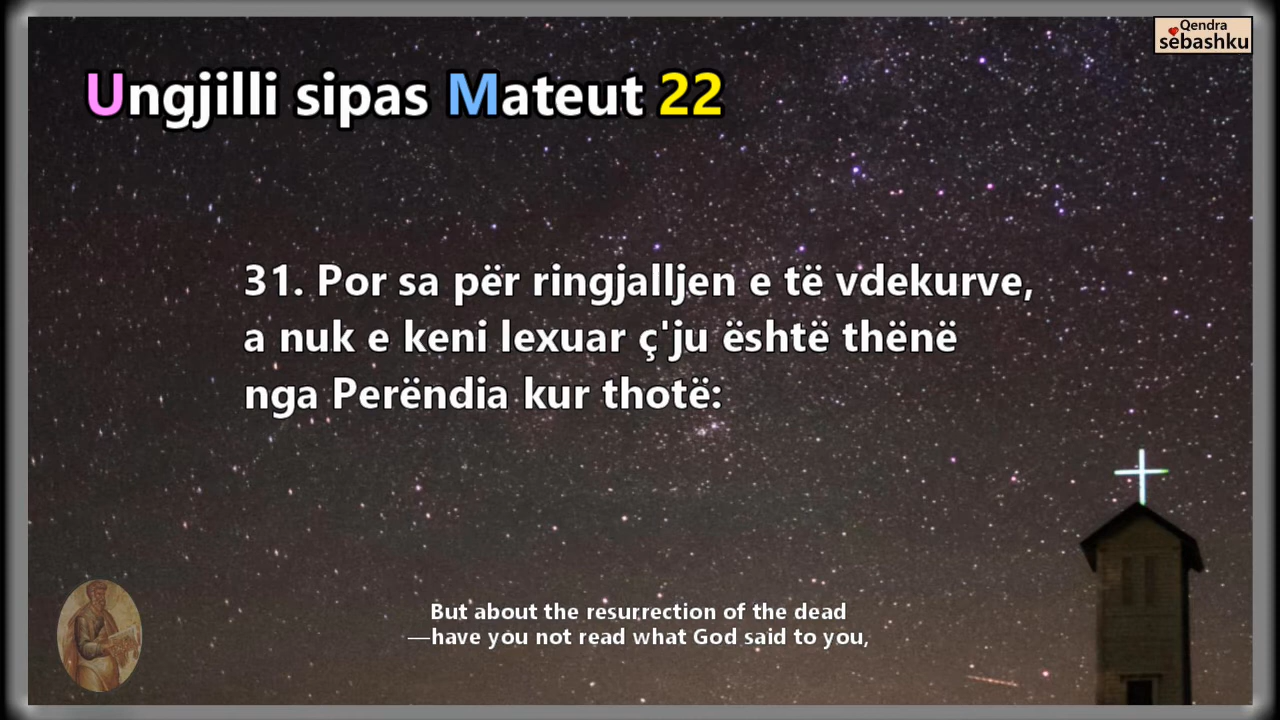 Qendra
sëbashku
Ungjilli sipas Mateut 22
31. Por sa për ringjalljen e të vdekurve,
a nuk e keni lexuar ç'ju është thënë
nga Perëndia kur thotë:
But about the resurrection of the dead
—have you not read what God said to you,